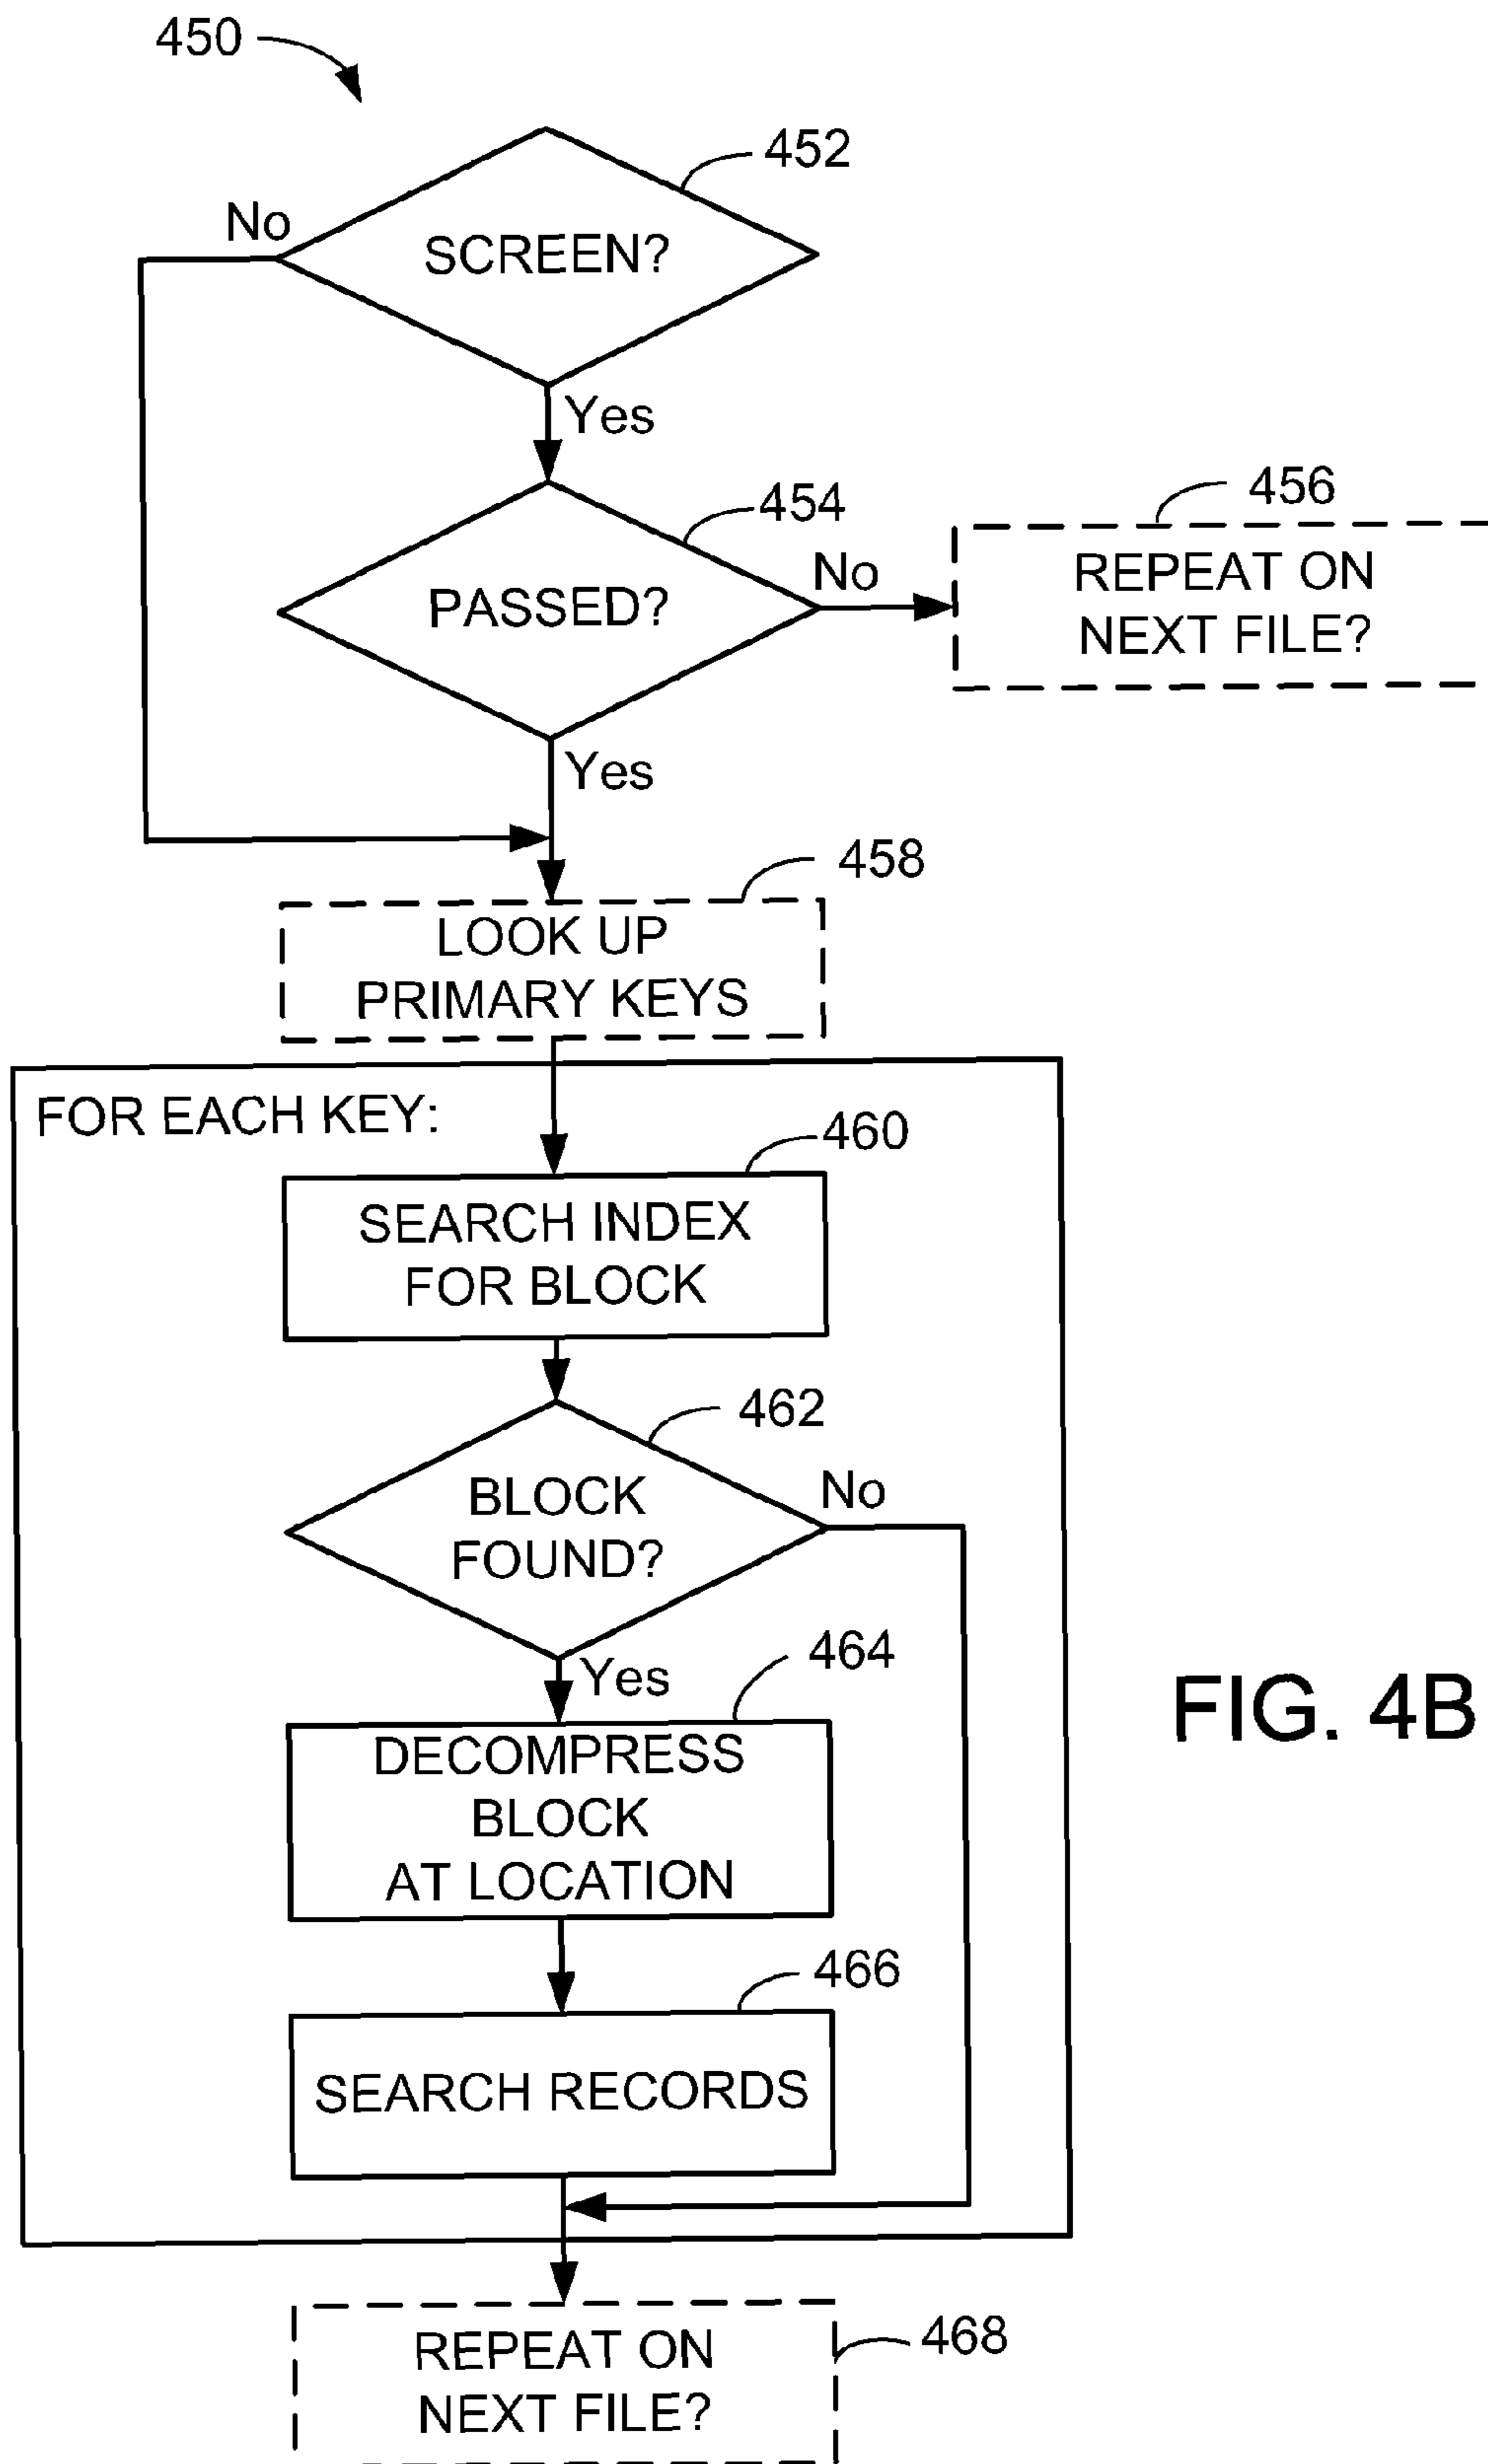 450
452
No
SCREEN?
Yes
454
456
No
PASSED?
REPEAT ON
NEXT FILE?
Yes
458
LOOK UP
PRIMARY KEYS
FOR EACH KEY:
460
SEARCH INDEX
FOR BLOCK
462
No
BLOCK
FOUND?
464
Yes
DECOMPRESS
BLOCK
AT LOCATION
FIG. 4B
466
SEARCH RECORDS
468
REPEAT ON
NEXT FILE?